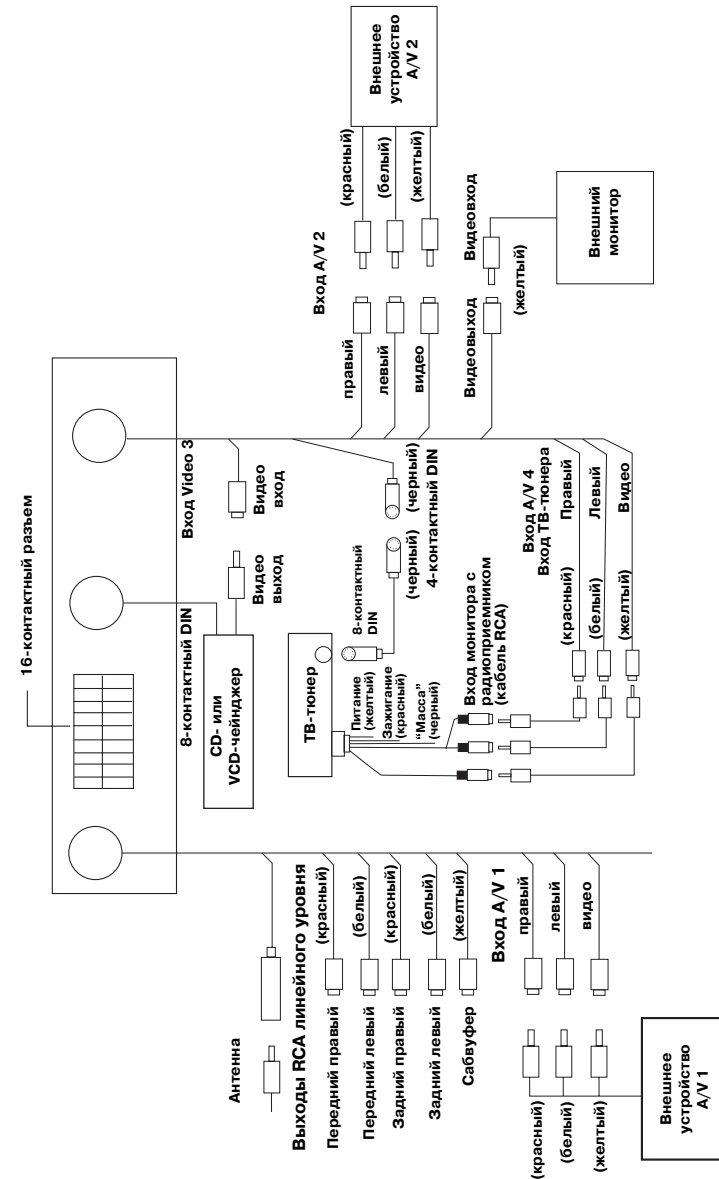 16-контактный разъем
Антенна
Выходы RCA линейного уровня
Передний правый
(красный)
Передний левый
(белый)
Задний правый
(красный)
Задний левый
(белый)
Сабвуфер
(желтый)
Вход A/V 1
правый
левый
видео
(красный)
(белый)
(желтый)
Внешнее
устройство
A/V 1
8-контактный DIN
CD- или
VCD-чейнджер
Вход Video 3
Видео
выход
Видео
вход
ТВ-тюнер
8-контактный
DIN
(черный)
(черный)
4-контактный DIN
Питание
(желтый)
Зажигание
(красный)
“Масса”
(черный)
Вход монитора с
радиоприемником
(кабель RCA)
Вход A/V 4
Вход ТВ-тюнера
(красный)
Правый
(белый)
Левый
(желтый)
Видео
Вход A/V 2
правый
(красный)
левый
(белый)
видео
(желтый)
Внешнее
устройство
A/V 2
Видеовыход
Видеовход
(желтый)
Внешний
монитор